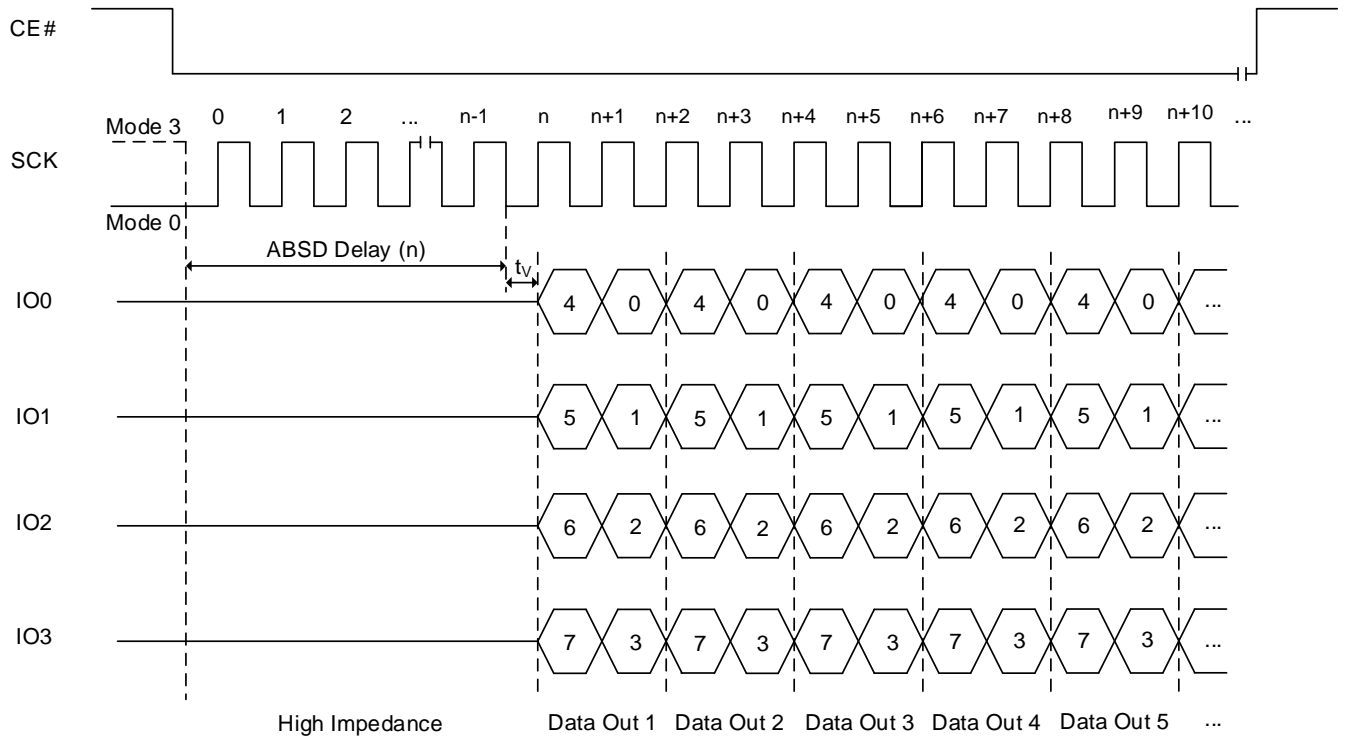 CE#
0 1 2 ... n-1 n n+1 n+2 n+3 n+4 n+5 n+6 n+7 n+8 n+9 n+10 ...
Mode 3
SCK
Mode 0
ABSD Delay (n)
tV
IO0 4 0 4 0 4 0 4 0 4 0 ...
IO1 5 1 5 1 5 1 5 1 5 1 ...
IO2 6 2 6 2 6 2 6 2 6 2 ...
IO3 7 3 7 3 7 3 7 3 7 3 ...
High Impedance Data Out 1 Data Out 2 Data Out 3 Data Out 4 Data Out 5 ...